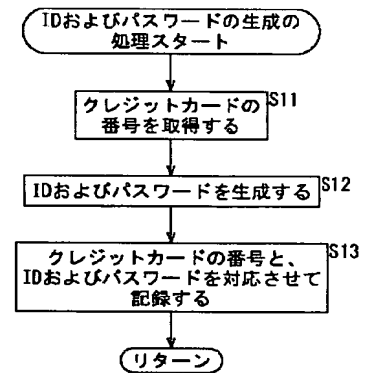 IDおよびパスワードの生成の
処理スタート
クレジットカードの
番号を取得する
S11
IDおよびパスワードを生成する
S12
クレジットカードの番号と、
IDおよびパスワードを対応させて
記録する
S13
リターン